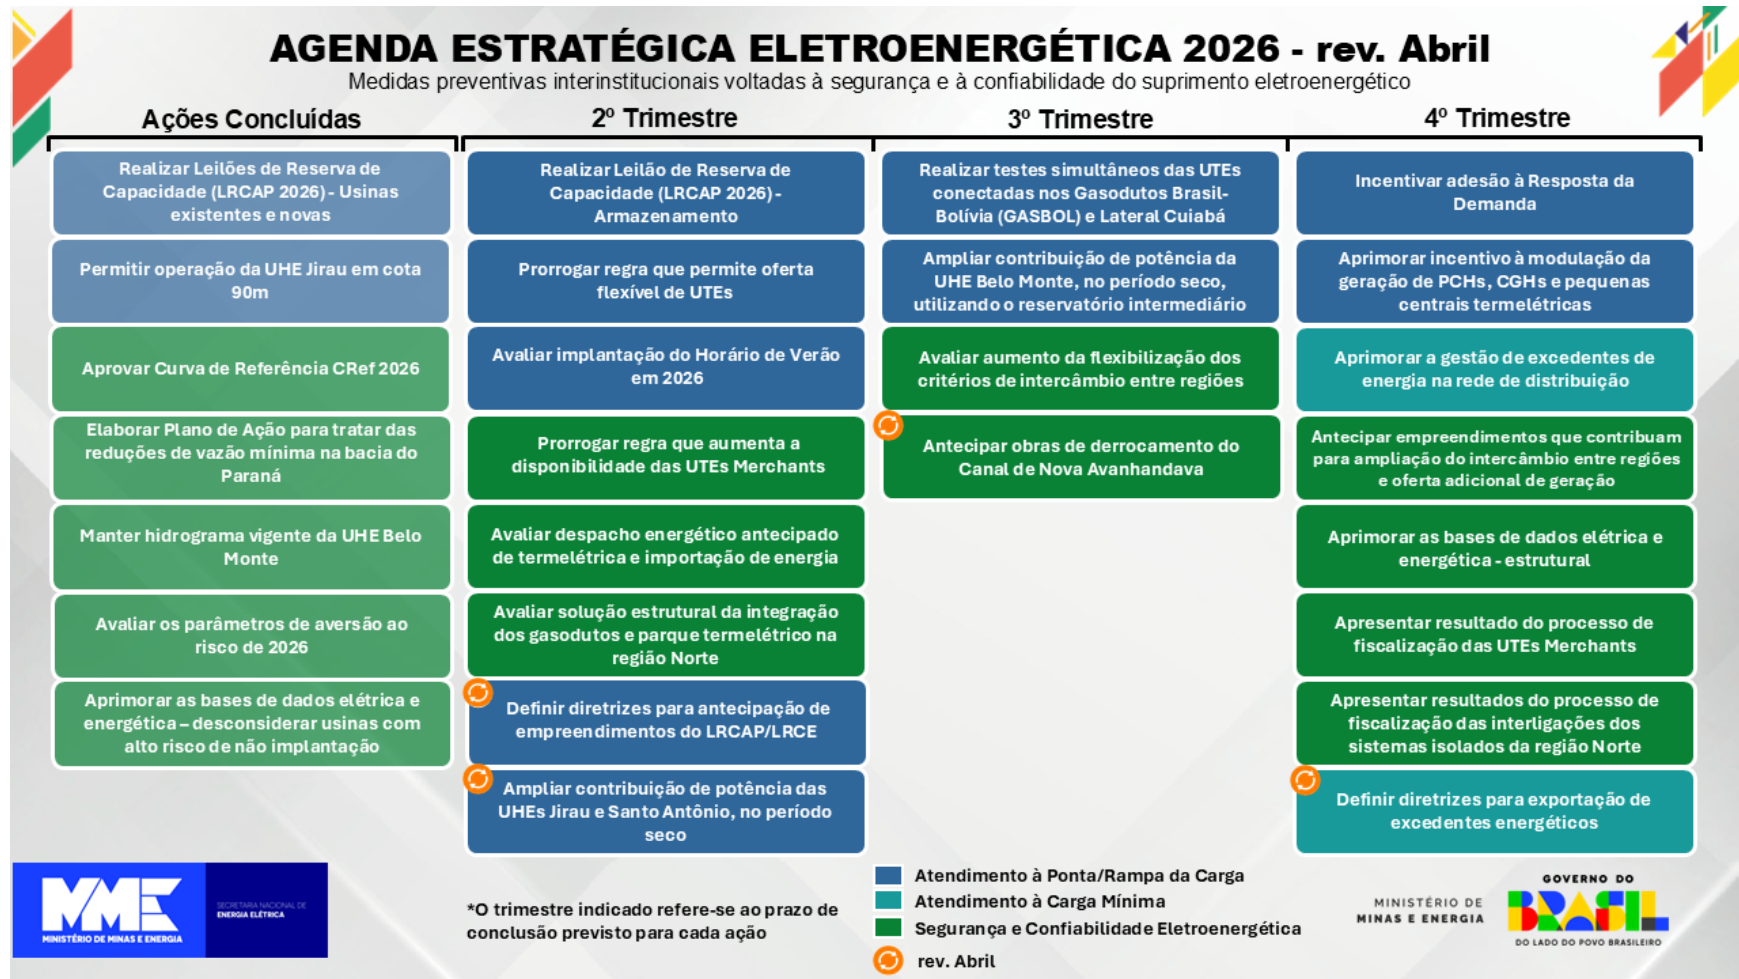 AGENDA ESTRATÉGICA ELETROENERGÉTICA 2026 - rev. Abril
Medidas preventivas interinstitucionais voltadas à segurança e à confiabilidade do suprimento eletroenergético
Ações Concluídas
Realizar Leilões de Reserva de
Capacidade (LRCAP 2026) - Usinas
existentes e novas
Permitir operação da UHE Jirau em cota
90m
Aprovar Curva de Referência CRef 2026
Elaborar Plano de Ação para tratar das
reduções de vazão mínima na bacia do
Paraná
Manter hidrograma vigente da UHE Belo
Monte
Avaliar os parâmetros de aversão ao
risco de 2026
Aprimorar as bases de dados elétrica e
energética – desconsiderar usinas com
alto risco de não implantação
2º Trimestre
Realizar Leilão de Reserva de
Capacidade (LRCAP 2026) -
Armazenamento
Prorrogar regra que permite oferta
flexível de UTEs
Avaliar implantação do Horário de Verão
em 2026
Prorrogar regra que aumenta a
disponibilidade das UTEs Merchants
Avaliar despacho energético antecipado
de termelétrica e importação de energia
Avaliar solução estrutural da integração
dos gasodutos e parque termelétrico na
região Norte
Definir diretrizes para antecipação de
empreendimentos do LRCAP/LRCE
Ampliar contribuição de potência das
UHEs Jirau e Santo Antônio, no período
seco
3º Trimestre
Realizar testes simultâneos das UTEs
conectadas nos Gasodutos Brasil-
Bolívia (GASBOL) e Lateral Cuiabá
Ampliar contribuição de potência da
UHE Belo Monte, no período seco,
utilizando o reservatório intermediário
Avaliar aumento da flexibilização dos
critérios de intercâmbio entre regiões
Antecipar obras de derrocamento do
Canal de Nova Avanhandava
4º Trimestre
Incentivar adesão à Resposta da
Demanda
Aprimorar incentivo à modulação da
geração de PCHs, CGHs e pequenas
centrais termelétricas
Aprimorar a gestão de excedentes de
energia na rede de distribuição
Antecipar empreendimentos que contribuam
para ampliação do intercâmbio entre regiões
e oferta adicional de geração
Aprimorar as bases de dados elétrica e
energética - estrutural
Apresentar resultado do processo de
fiscalização das UTEs Merchants
Apresentar resultados do processo de
fiscalização das interligações dos
sistemas isolados da região Norte
Definir diretrizes para exportação de
excedentes energéticos
MME
MINISTÉRIO DE MINAS E ENERGIA
SECRETARIA NACIONAL DE
ENERGIA ELÉTRICA
*O trimestre indicado refere-se ao prazo de
conclusão previsto para cada ação
Atendimento à Ponta/Rampa da Carga
Atendimento à Carga Mínima
Segurança e Confiabilidade Eletroenergética
rev. Abril
MINISTÉRIO DE
MINAS E ENERGIA
GOVERNO DO
BRASIL
DO LADO DO POVO BRASILEIRO